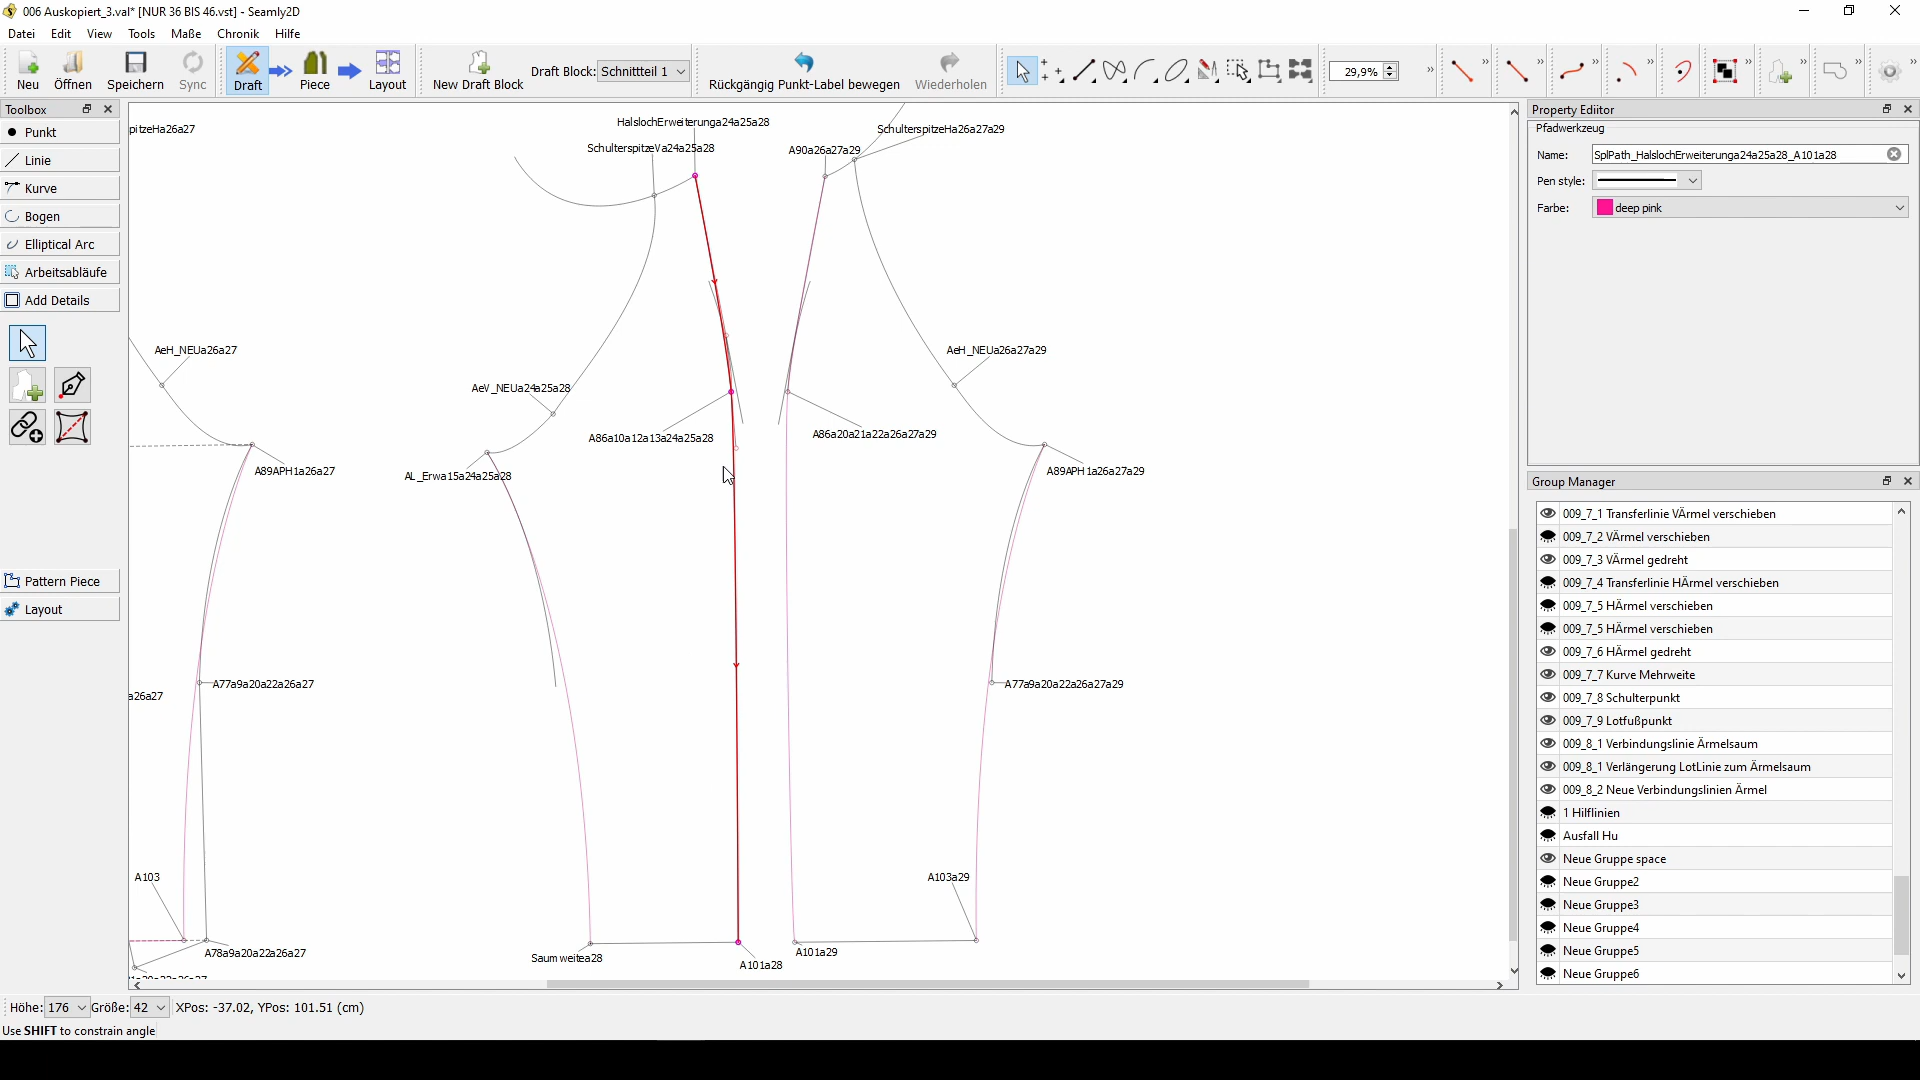 006 Auskopiert_3.val* [NUR 36 BIS 46.vst] - Seamly2D
Datei Edit View Tools Maße Chronik Hilfe
Neu Öffnen Speichern Sync Draft Piece Layout New Draft Block Draft Block: Schnittteil 1 Rückgängig Punkt-Label bewegen Wiederholen 29,9%
Toolbox
Punkt
Linie
Kurve
Bogen
Elliptical Arc
Arbeitsabläufe
Add Details
Pattern Piece
Layout
pitzeHa26a27
HalslochErweiterunga24a25a28
SchulterspitzeHa26a27a29
SchulterspitzeVa24a25a28
A90a26a27a29
AeH_NEUa26a27
AeH_NEUa26a27a29
AeV_NEUa24a25a28
A86a10a12a13a24a25a28
A86a20a21a22a26a27a29
A89APH1a26a27
AL_Erwa15a24a25a28
A89APH1a26a27a29
A77a9a20a22a26a27
A77a9a20a22a26a27a29
a26a27
A103
A103a29
A78a9a20a22a26a27
Saumweitea28
A101a28
A101a29
Property Editor
Pfadwerkzeug
Name: SplPath_HalslochErweiterunga24a25a28_A101a28
Pen style:
Farbe: deep pink
Group Manager
009_7_1 Transferlinie VÄrmel verschieben
009_7_2 VÄrmel verschieben
009_7_3 VÄrmel gedreht
009_7_4 Transferlinie HÄrmel verschieben
009_7_5 HÄrmel verschieben
009_7_5 HÄrmel verschieben
009_7_6 HÄrmel gedreht
009_7_7 Kurve Mehrweite
009_7_8 Schulterpunkt
009_7_9 Lotfußpunkt
009_8_1 Verbindungslinie Ärmelsaum
009_8_1 Verlängerung LotLinie zum Ärmelsaum
009_8_2 Neue Verbindungslinien Ärmel
1 Hilflinien
Ausfall Hu
Neue Gruppe space
Neue Gruppe2
Neue Gruppe3
Neue Gruppe4
Neue Gruppe5
Neue Gruppe6
Höhe: 176 Größe: 42 XPos: -37.02, YPos: 101.51 (cm)
Use SHIFT to constrain angle